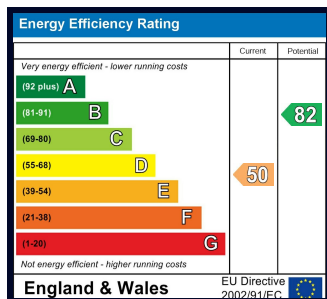 Energy Efficiency Rating
Current Potential
Very energy efficient - lower running costs
(92 plus) A
(81-91) B
82
(69-80) C
(55-68) D
50
(39-54) E
(21-38) F
(1-20) G
Not energy efficient - higher running costs
England & Wales
EU Directive
2002/91/EC